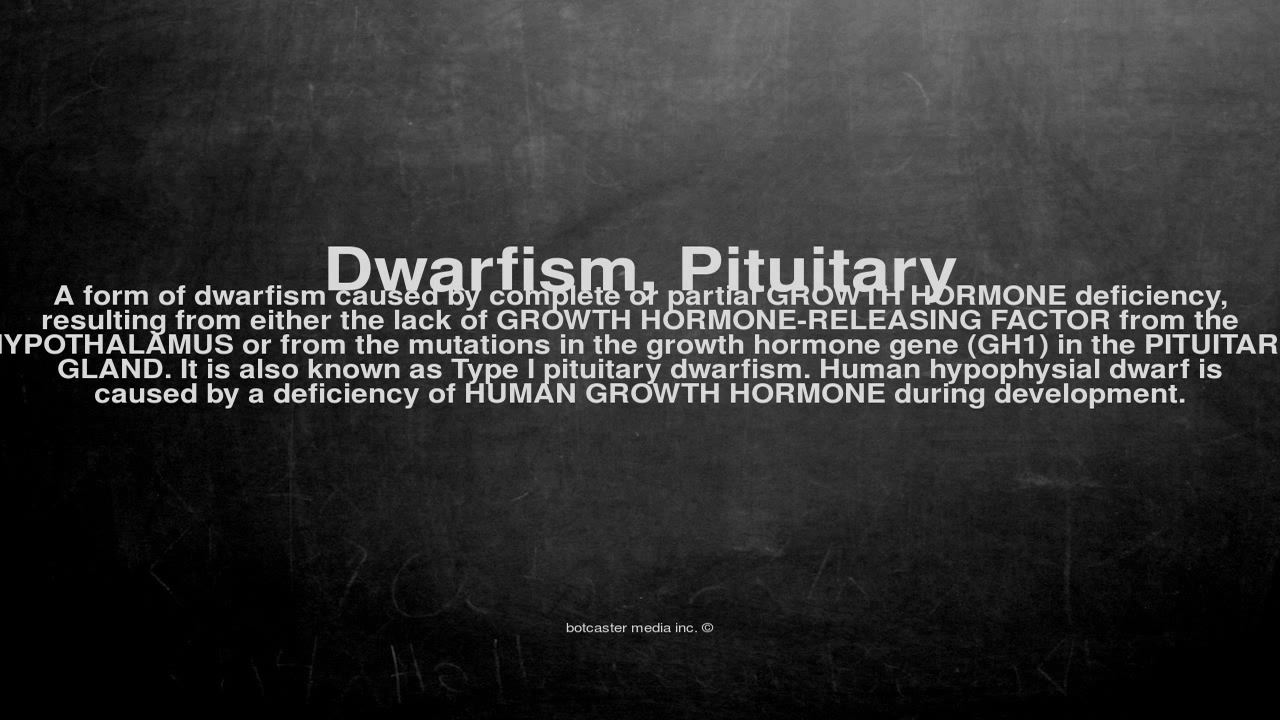 Dwarfism, Pituitary
A form of dwarfism caused by complete or partial GROWTH HORMONE deficiency,
resulting from either the lack of GROWTH HORMONE-RELEASING FACTOR from the
HYPOTHALAMUS or from the mutations in the growth hormone gene (GH1) in the PITUITAR
GLAND. It is also known as Type I pituitary dwarfism. Human hypophysial dwarf is
caused by a deficiency of HUMAN GROWTH HORMONE during development.
botcaster media inc. ©